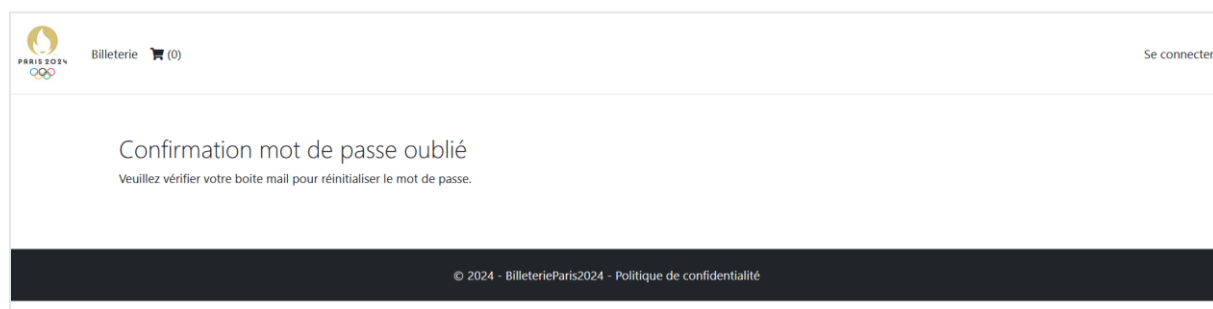 PARIS 2024
Billeterie (0)
Se connecter
Confirmation mot de passe oublié
Veuillez vérifier votre boite mail pour réinitialiser le mot de passe.
© 2024 - BilleterieParis2024 - Politique de confidentialité